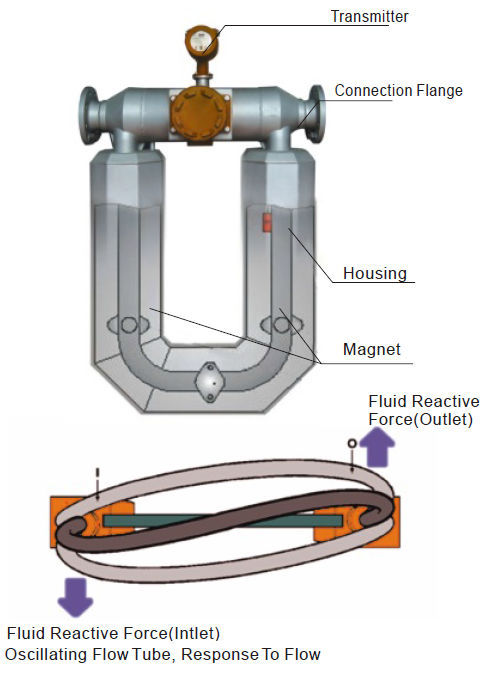 Transmitter
Connection Flange
Housing
Magnet
Fluid Reactive
Force(Outlet)
I
O
Fluid Reactive Force(Intlet)
Oscillating Flow Tube, Response To Flow